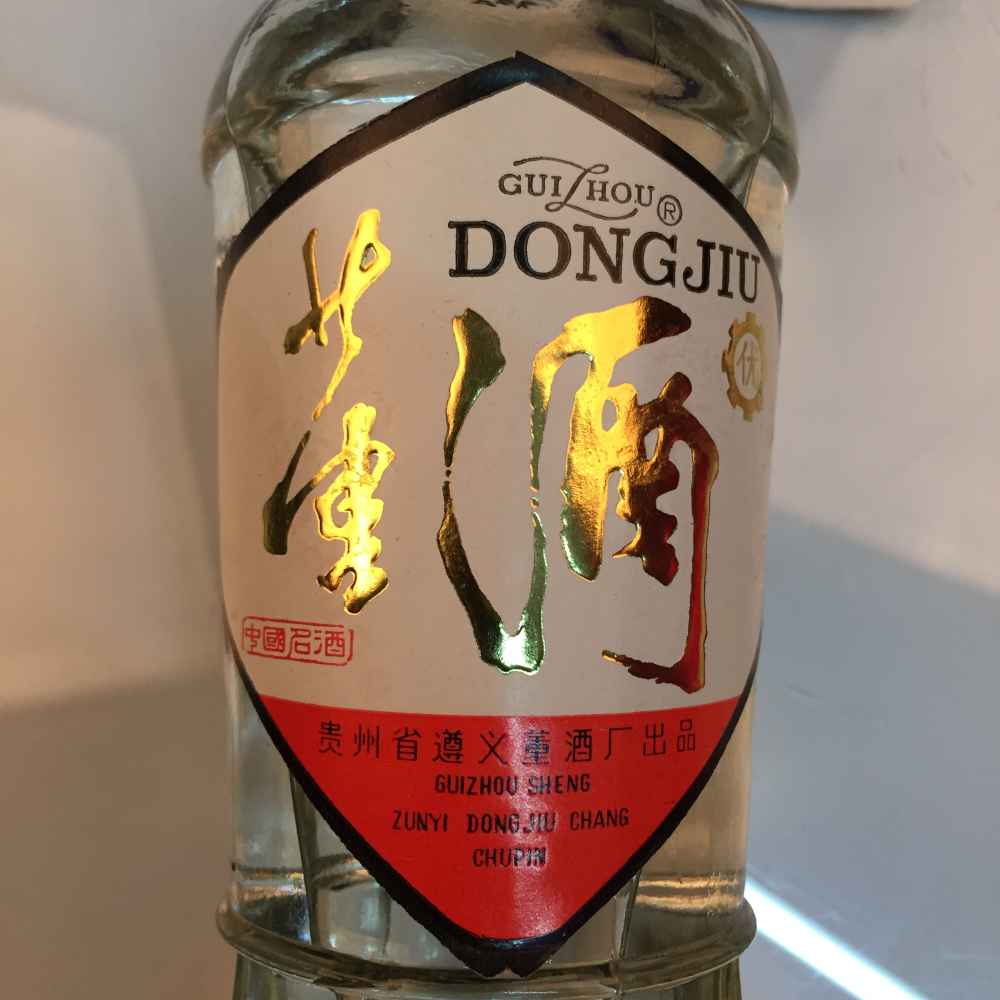 GUIZHOU ®
DONGJIU
董酒
伏
中國名酒
贵州省遵义董酒厂出品
GUIZHOU SHENG
ZUNYI DONGJIU CHANG
CHUPIN